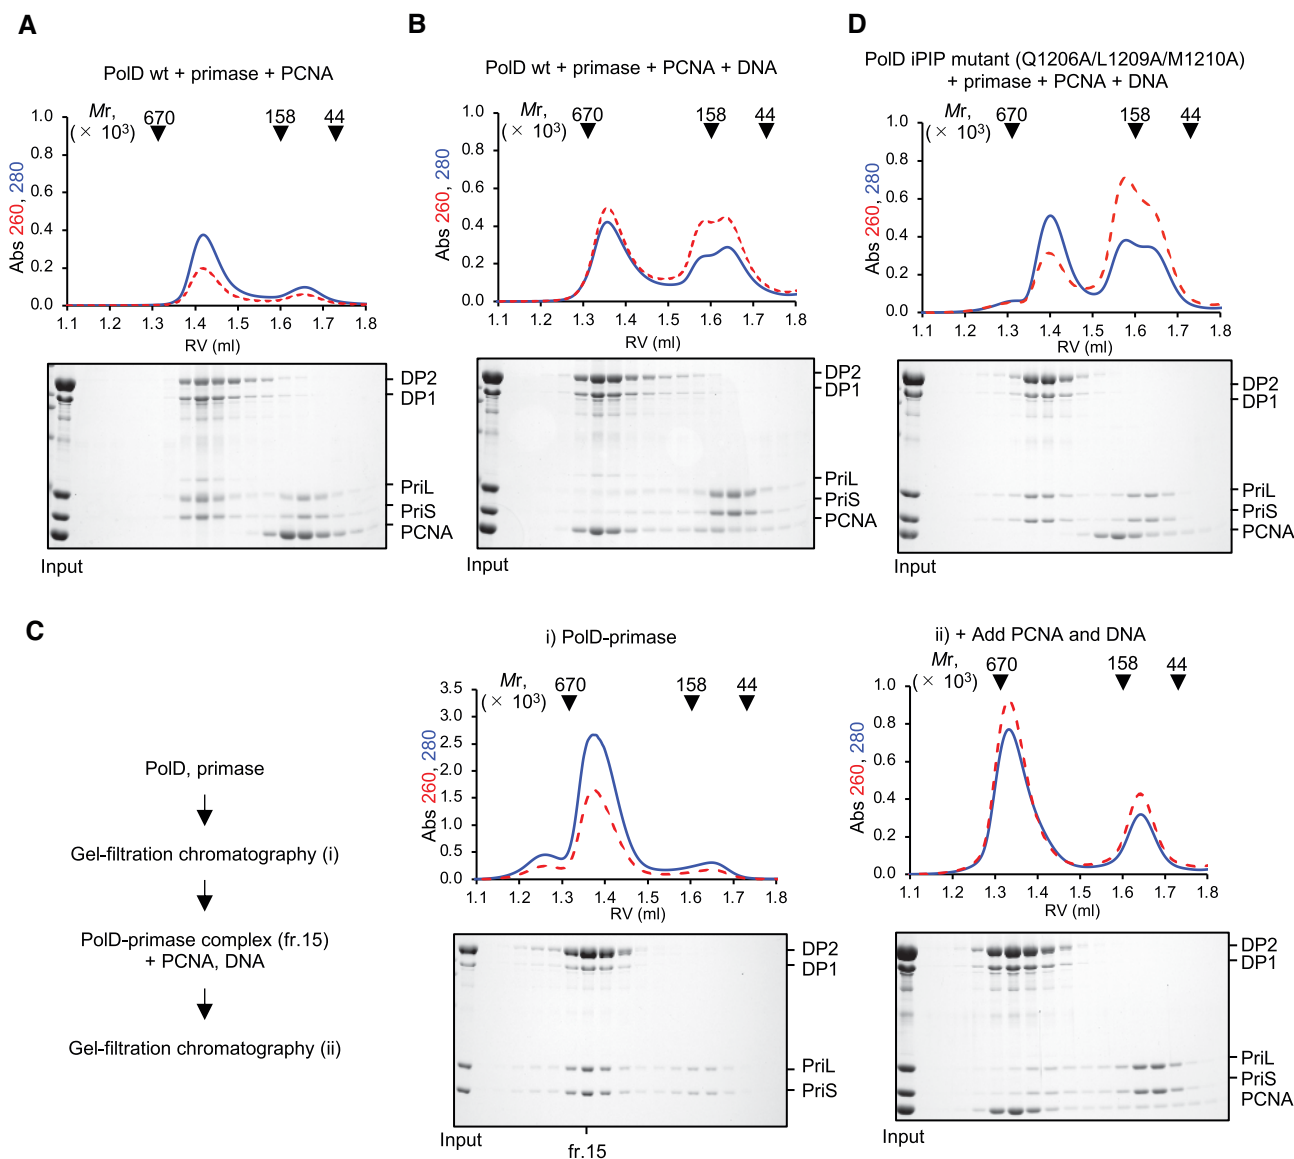 A
PolD wt + primase + PCNA
Mr,
(× 10³)
670
158
44
Abs 260, 280
1.0
0.8
0.6
0.4
0.2
0.0
1.1 1.2 1.3 1.4 1.5 1.6 1.7 1.8
RV (ml)
DP2
DP1
PriL
PriS
PCNA
Input
B
PolD wt + primase + PCNA + DNA
Mr,
(× 10³)
670
158
44
1.0
0.8
0.6
0.4
0.2
0.0
1.1 1.2 1.3 1.4 1.5 1.6 1.7 1.8
RV (ml)
DP2
DP1
PriL
PriS
PCNA
Input
D
PolD iPIP mutant (Q1206A/L1209A/M1210A)
+ primase + PCNA + DNA
Mr,
(× 10³)
670
158
44
Abs 260, 280
1.0
0.8
0.6
0.4
0.2
0.0
1.1 1.2 1.3 1.4 1.5 1.6 1.7 1.8
RV (ml)
DP2
DP1
PriL
PriS
PCNA
Input
C
PolD, primase
Gel-filtration chromatography (i)
PolD-primase complex (fr.15)
+ PCNA, DNA
Gel-filtration chromatography (ii)
i) PolD-primase
Mr,
(× 10³)
670
158
44
Abs 260, 280
3.5
3.0
2.5
2.0
1.5
1.0
0.5
0.0
1.1 1.2 1.3 1.4 1.5 1.6 1.7 1.8
RV (ml)
DP2
DP1
PriL
PriS
Input
fr.15
ii) + Add PCNA and DNA
Mr,
(× 10³)
670
158
44
Abs 260, 280
1.0
0.8
0.6
0.4
0.2
0.0
1.1 1.2 1.3 1.4 1.5 1.6 1.7 1.8
RV (ml)
DP2
DP1
PriL
PriS
PCNA
Input